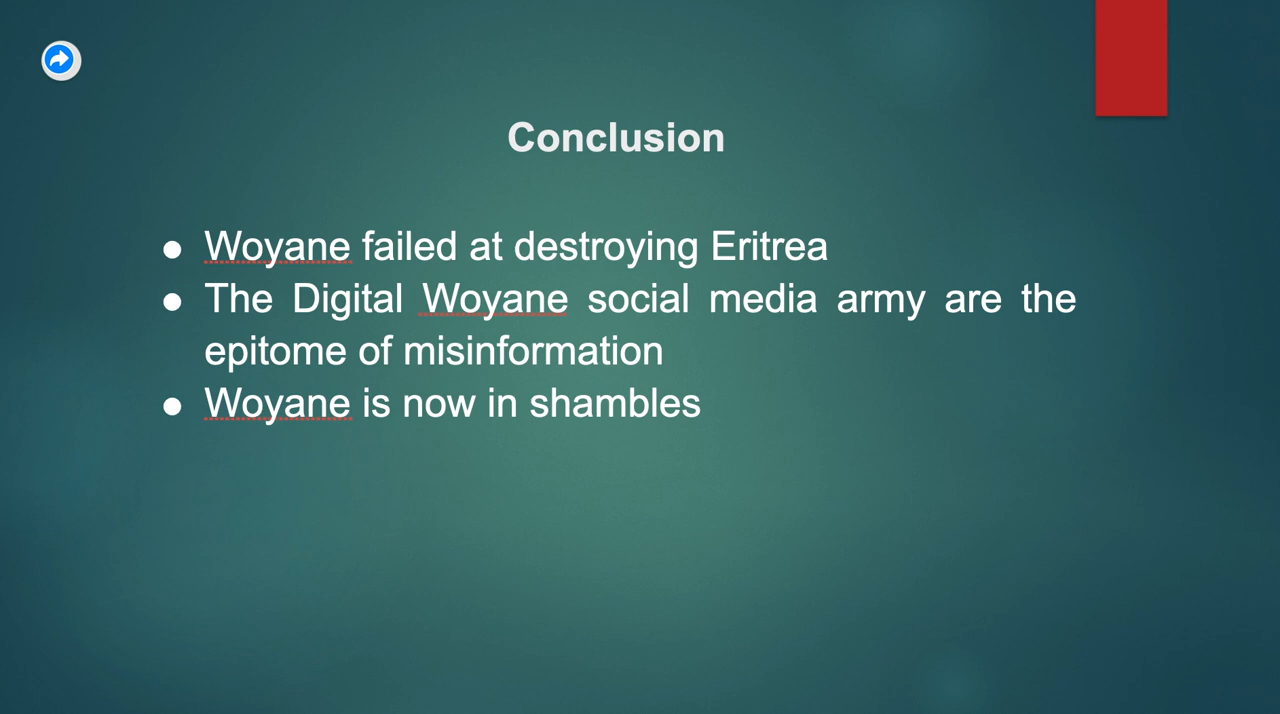 Conclusion
● Woyane failed at destroying Eritrea
● The Digital Woyane social media army are the
epitome of misinformation
● Woyane is now in shambles